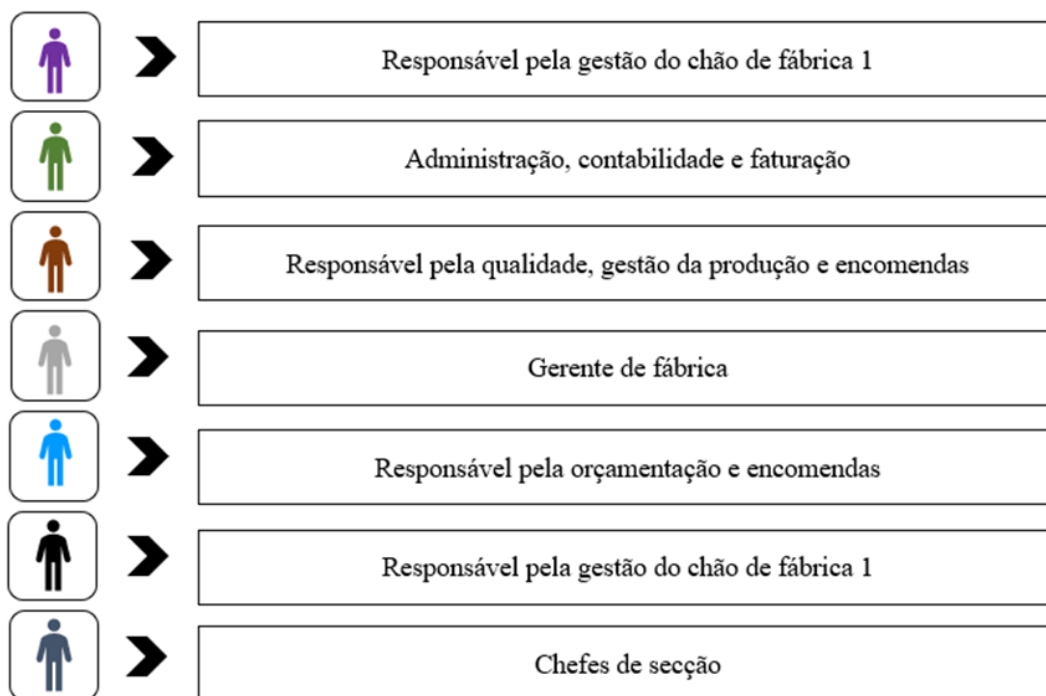 Responsável pela gestão do chão de fábrica 1
Administração, contabilidade e faturação
Responsável pela qualidade, gestão da produção e encomendas
Gerente de fábrica
Responsável pela orçamentação e encomendas
Responsável pela gestão do chão de fábrica 1
Chefes de secção